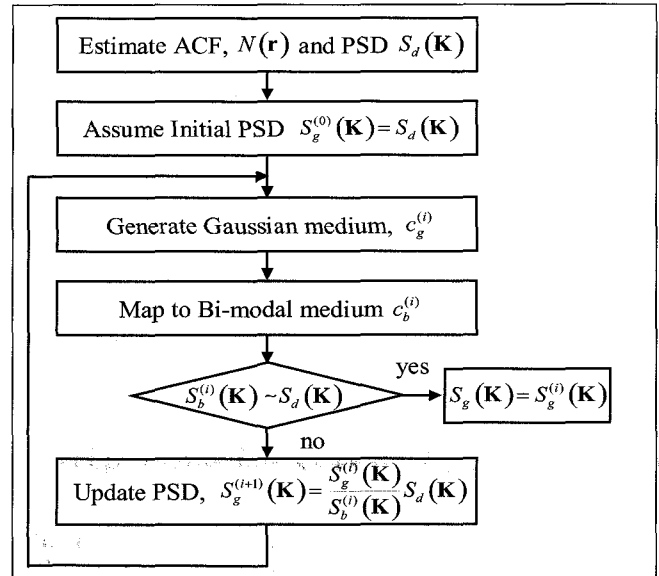 Estimate ACF, N(r) and PSD S_d(K)
Assume Initial PSD S_g^(0)(K)=S_d(K)
Generate Gaussian medium, c_g^(i)
Map to Bi-modal medium c_b^(i)
S_b^(i)(K) ~S_d(K)
yes
S_g(K)=S_g^(i)(K)
no
Update PSD, S_g^(i+1)(K)= S_g^(i)(K) / S_b^(i)(K) S_d(K)